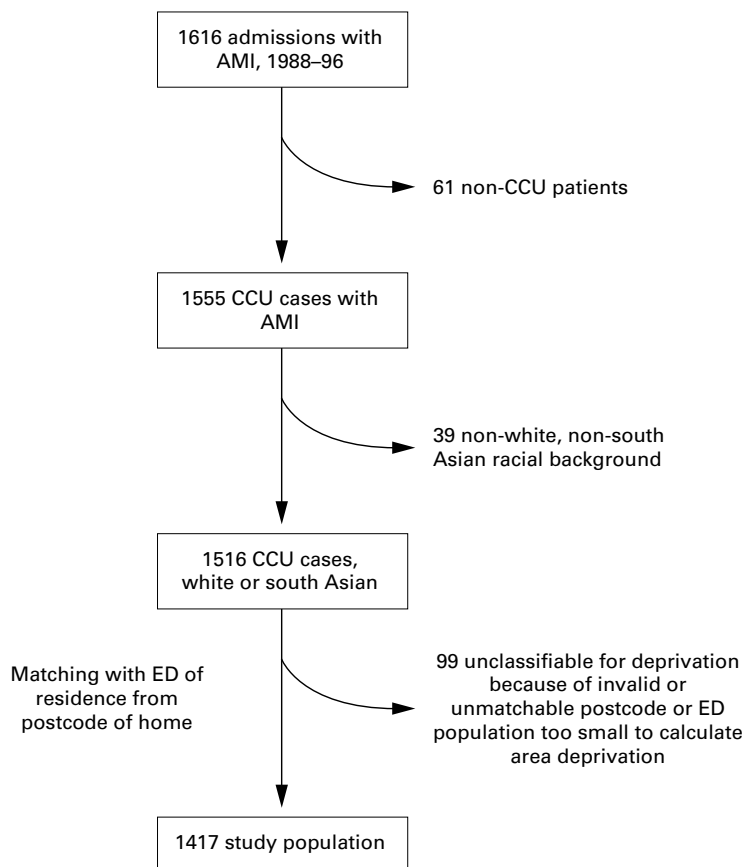 1616 admissions with
AMI, 1988–96
61 non-CCU patients
1555 CCU cases with
AMI
39 non-white, non-south
Asian racial background
1516 CCU cases,
white or south Asian
Matching with ED of
residence from
postcode of home
99 unclassifiable for deprivation
because of invalid or
unmatchable postcode or ED
population too small to calculate
area deprivation
1417 study population